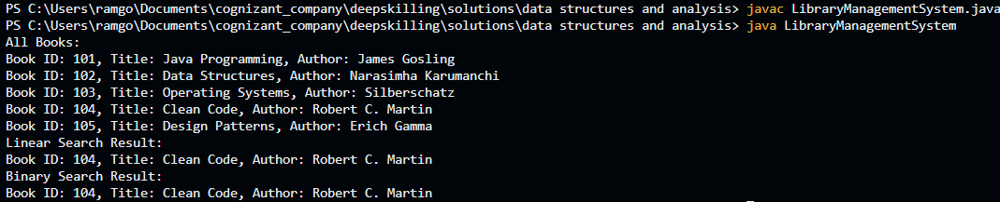 PS C:\Users\ramgo\Documents\cognizant_company\deepskilling\solutions\data structures and analysis> javac LibraryManagementSystem.java
PS C:\Users\ramgo\Documents\cognizant_company\deepskilling\solutions\data structures and analysis> java LibraryManagementSystem
All Books:
Book ID: 101, Title: Java Programming, Author: James Gosling
Book ID: 102, Title: Data Structures, Author: Narasimha Karumanchi
Book ID: 103, Title: Operating Systems, Author: Silberschatz
Book ID: 104, Title: Clean Code, Author: Robert C. Martin
Book ID: 105, Title: Design Patterns, Author: Erich Gamma
Linear Search Result:
Book ID: 104, Title: Clean Code, Author: Robert C. Martin
Binary Search Result:
Book ID: 104, Title: Clean Code, Author: Robert C. Martin